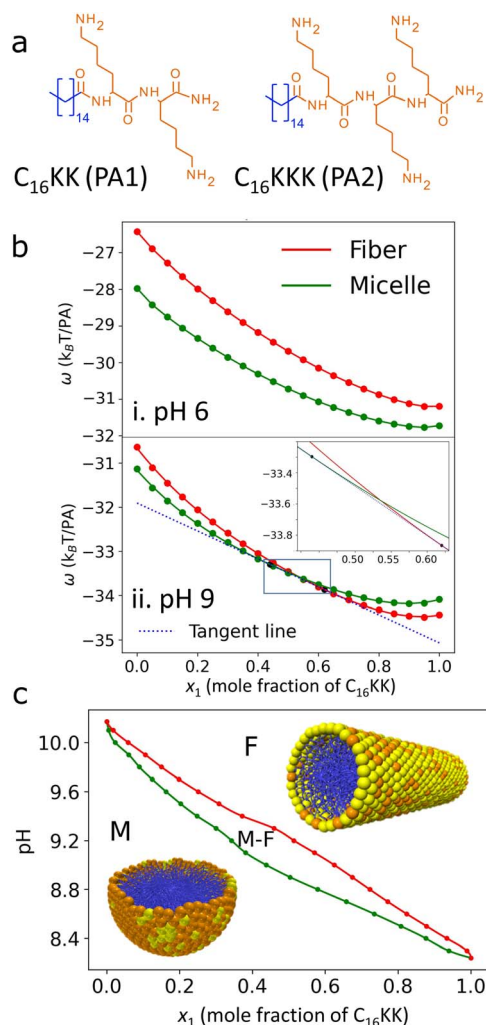 a
NH₂ NH₂ NH₂
O O
14 N H N H NH₂
O
NH₂
O H O
14 N H N N H NH₂
O O
NH₂
C₁₆KK (PA1) C₁₆KKK (PA2)
b
ω (k_BT/PA)
−27
−28
−29
−30
−31
−32
Fiber
Micelle
i. pH 6
ω (k_BT/PA)
−31
−32
−33
−34
−35
−33.4
−33.6
−33.8
0.50 0.55 0.60
ii. pH 9
Tangent line
0.0 0.2 0.4 0.6 0.8 1.0
x₁ (mole fraction of C₁₆KK)
c
pH
10.0
9.6
9.2
8.8
8.4
F
M-F
M
0.0 0.2 0.4 0.6 0.8 1.0
x₁ (mole fraction of C₁₆KK)